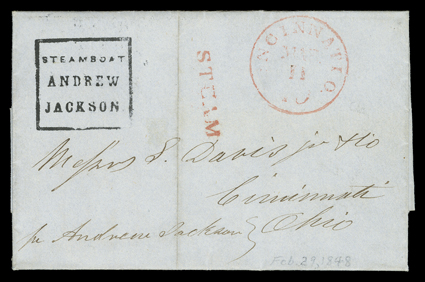 STEAMBOAT
ANDREW
JACKSON
STEAM
CINCINNATI O.
MAR
11
10
Messrs S. Davis jr & Co
Cincinnati
Ohio
pr Andrew Jackson
Feb. 29, 1848